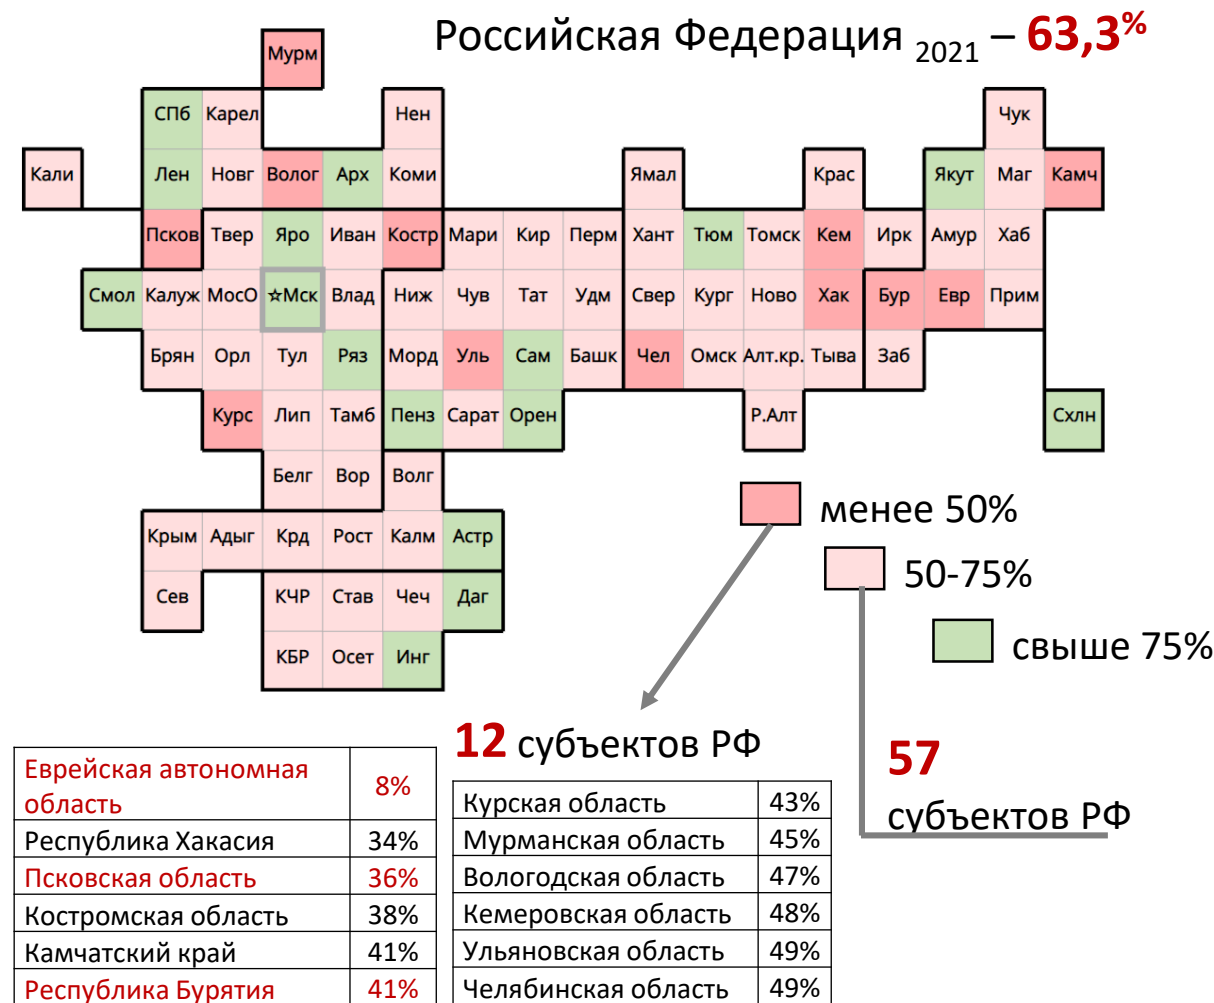 Российская Федерация 2021 – 63,3%
Мурм
СПб Карел Нен Чук
Кали Лен Новг Волог Арх Коми Ямал Крас Якут Маг Камч
Псков Твер Яро Иван Костр Мари Кир Перм Хант Тюм Томск Кем Ирк Амур Хаб
Смол Калуж МосО ☆Мск Влад Ниж Чув Тат Удм Свер Кург Ново Хак Бур Евр Прим
Брян Орл Тул Ряз Морд Уль Сам Башк Чел Омск Алт.кр. Тыва Заб
Курс Лип Тамб Пенз Сарат Орен Р.Алт Схлн
Белг Вор Волг
Крым Адыг Крд Рост Калм Астр
Сев КЧР Став Чеч Даг
КБР Осет Инг
менее 50%
50-75%
свыше 75%
12 субъектов РФ
57
субъектов РФ
Еврейская автономная
область 8%
Республика Хакасия 34%
Псковская область 36%
Костромская область 38%
Камчатский край 41%
Республика Бурятия 41%
Курская область 43%
Мурманская область 45%
Вологодская область 47%
Кемеровская область 48%
Ульяновская область 49%
Челябинская область 49%